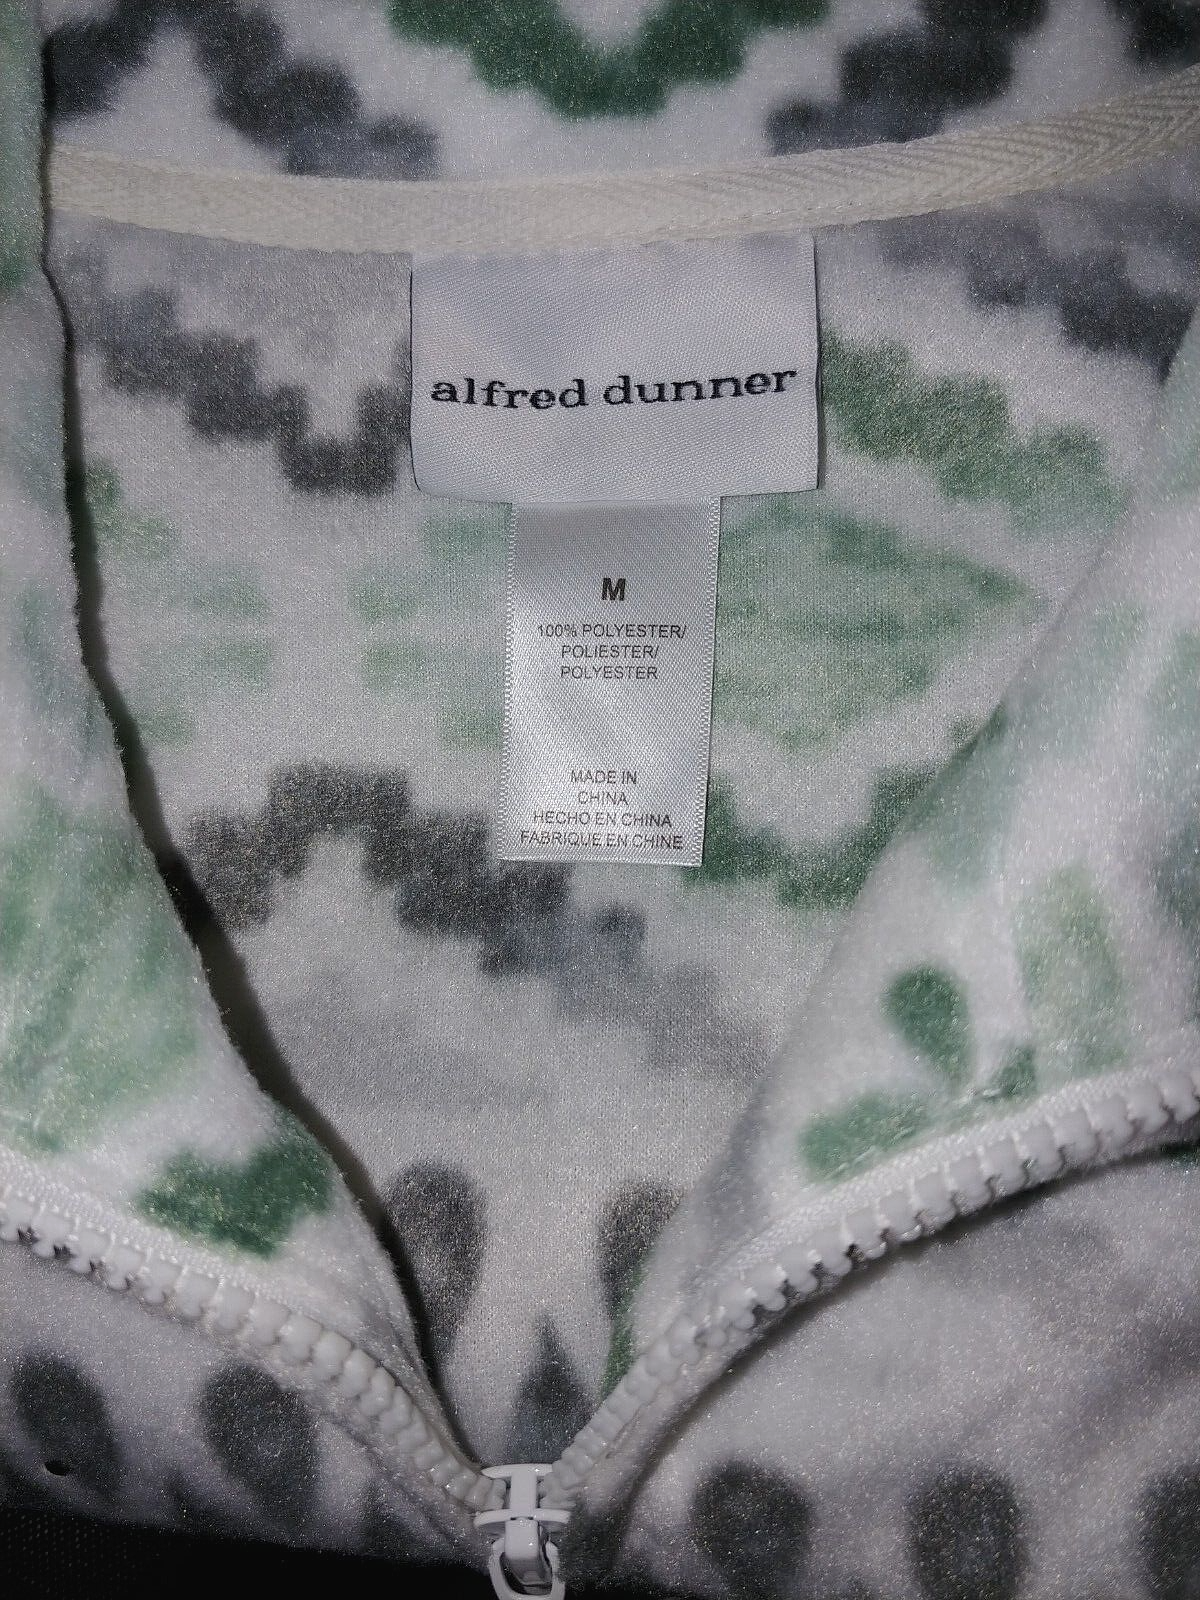 alfred dunner
M
100% POLYESTER/
POLIESTER/
POLYESTER
MADE IN
CHINA
HECHO EN CHINA
FABRIQUE EN CHINE